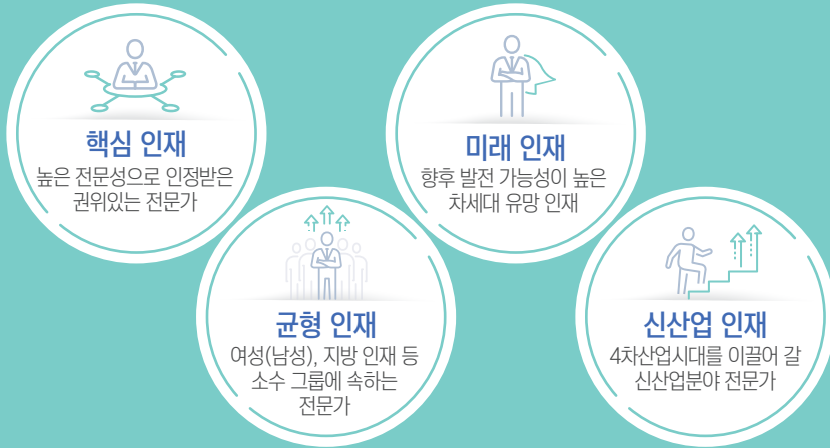 핵심 인재
높은 전문성으로 인정받은
권위있는 전문가
미래 인재
향후 발전 가능성이 높은
차세대 유망 인재
균형 인재
여성(남성), 지방 인재 등
소수 그룹에 속하는
전문가
신산업 인재
4차산업시대를 이끌어 갈
신산업분야 전문가